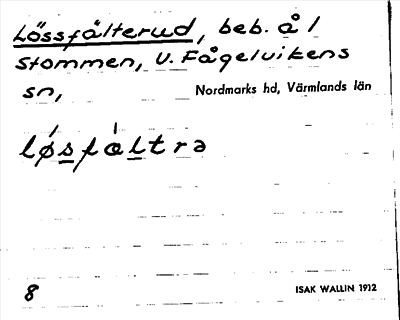 Lössfälterud, beb. å 1
Stommen, V. Fågelvikens
sn, Nordmarks hd, Värmlands län
løsfæltrə
8 ISAK WALLIN 1912